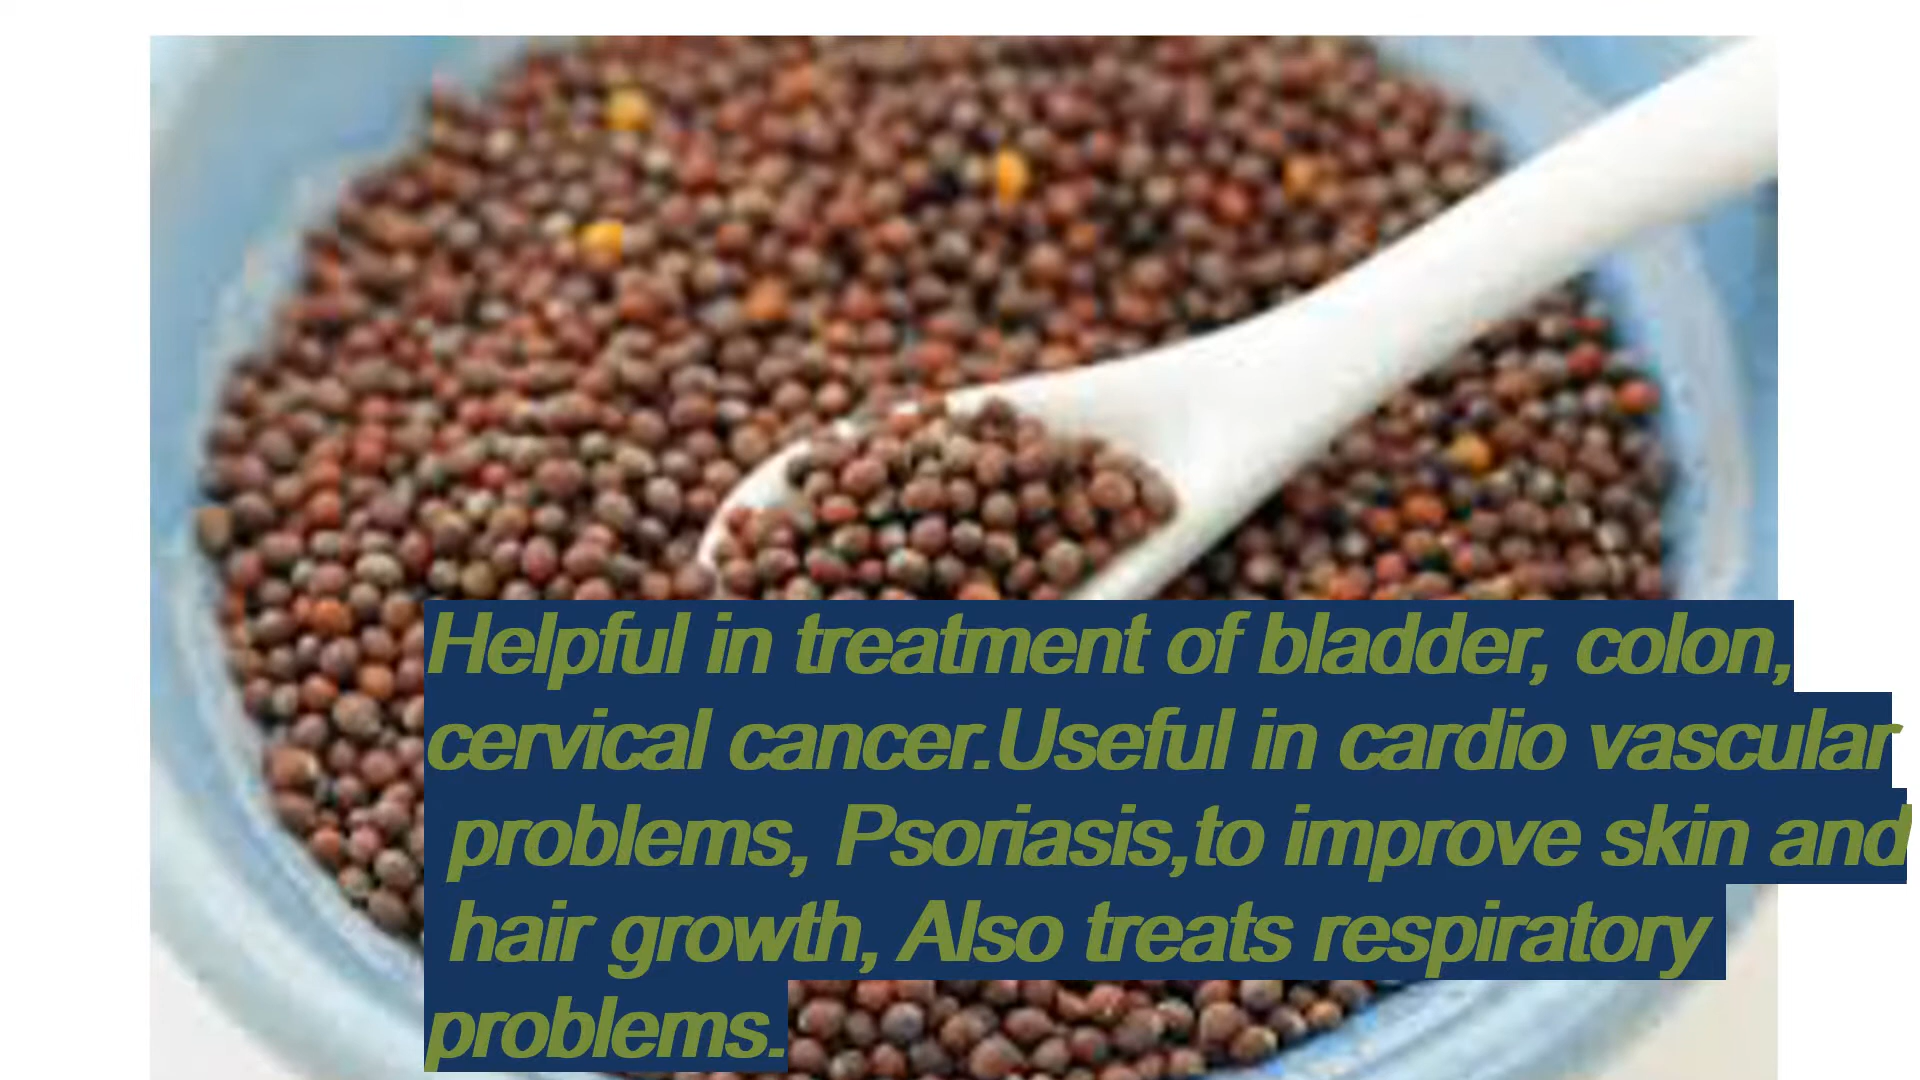 Helpful in treatment of bladder, colon,
cervical cancer.Useful in cardio vascular
problems, Psoriasis,to improve skin and
hair growth, Also treats respiratory
problems.